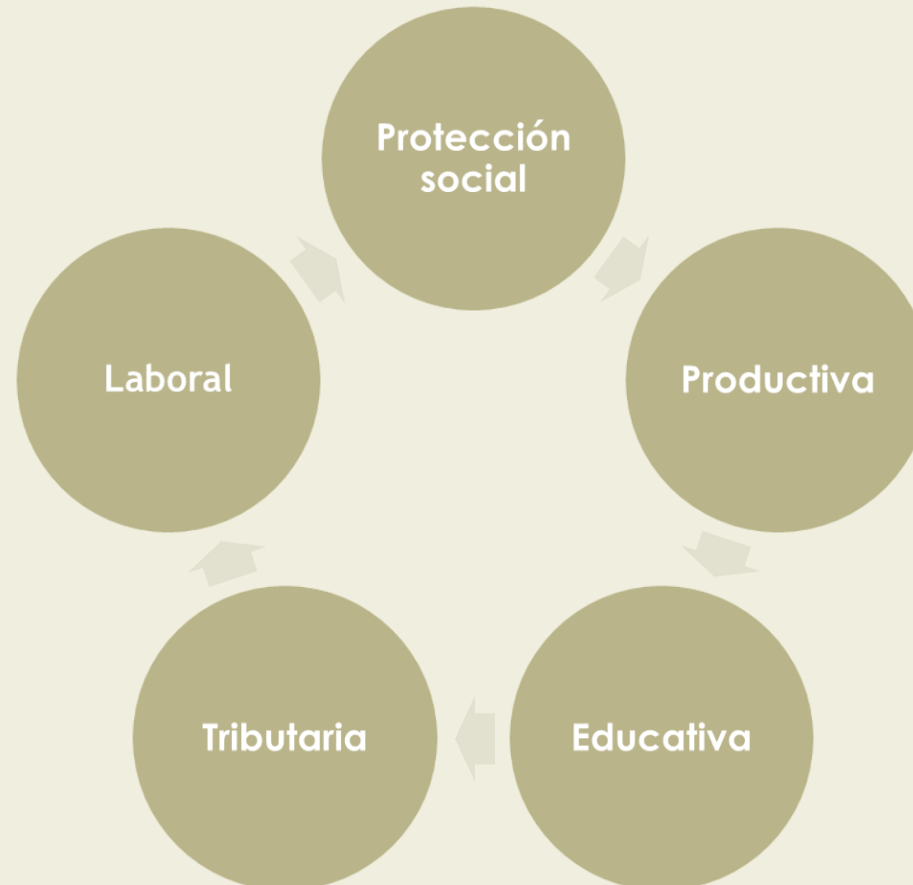 Protección
social
Productiva
Educativa
Tributaria
Laboral